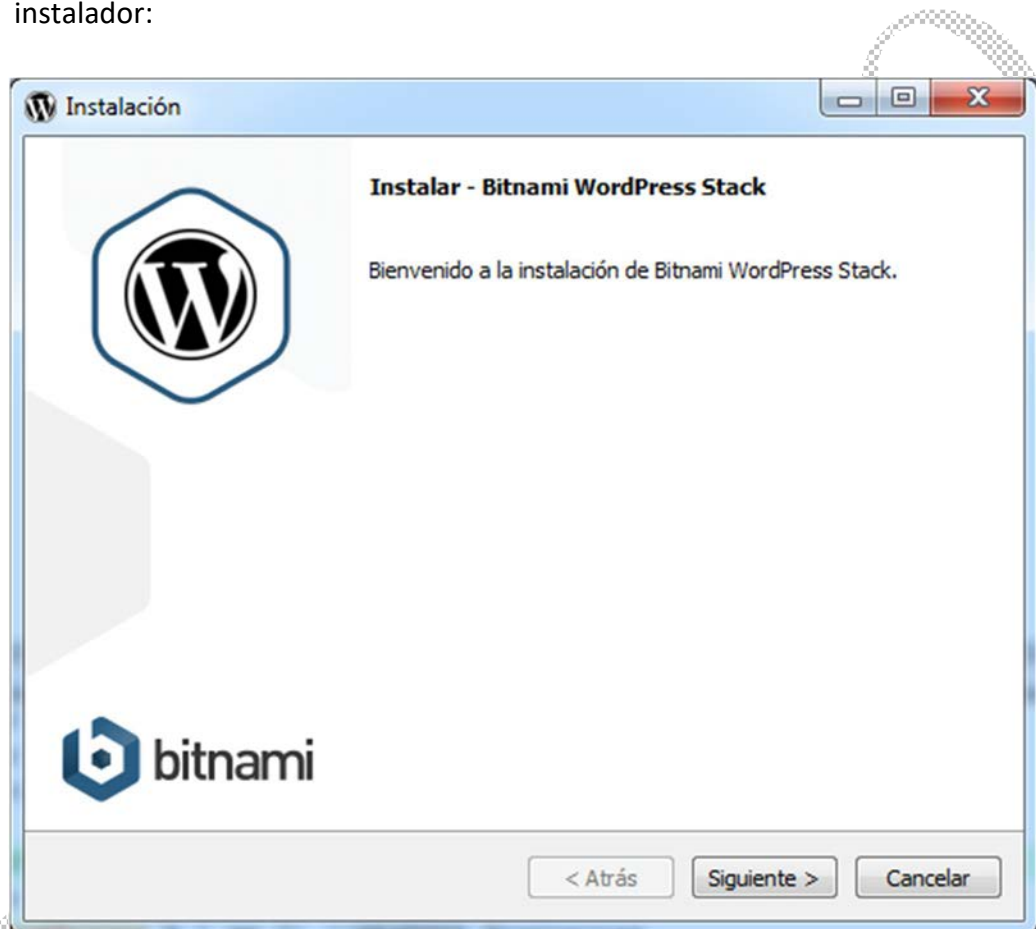 instalador:
Instalación
Instalar - Bitnami WordPress Stack
Bienvenido a la instalación de Bitnami WordPress Stack.
bitnami
< Atrás
Siguiente >
Cancelar